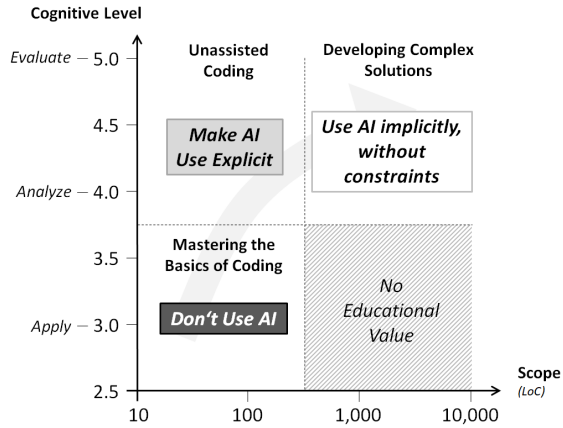 Cognitive Level
Evaluate – 5.0
Unassisted
Coding
Developing Complex
Solutions
4.5
Make AI
Use Explicit
Use AI implicitly,
without
constraints
Analyze – 4.0
Mastering the
Basics of Coding
3.5
No
Educational
Value
Apply – 3.0
Don‘t Use AI
2.5
Scope
(LoC)
10
100
1,000
10,000